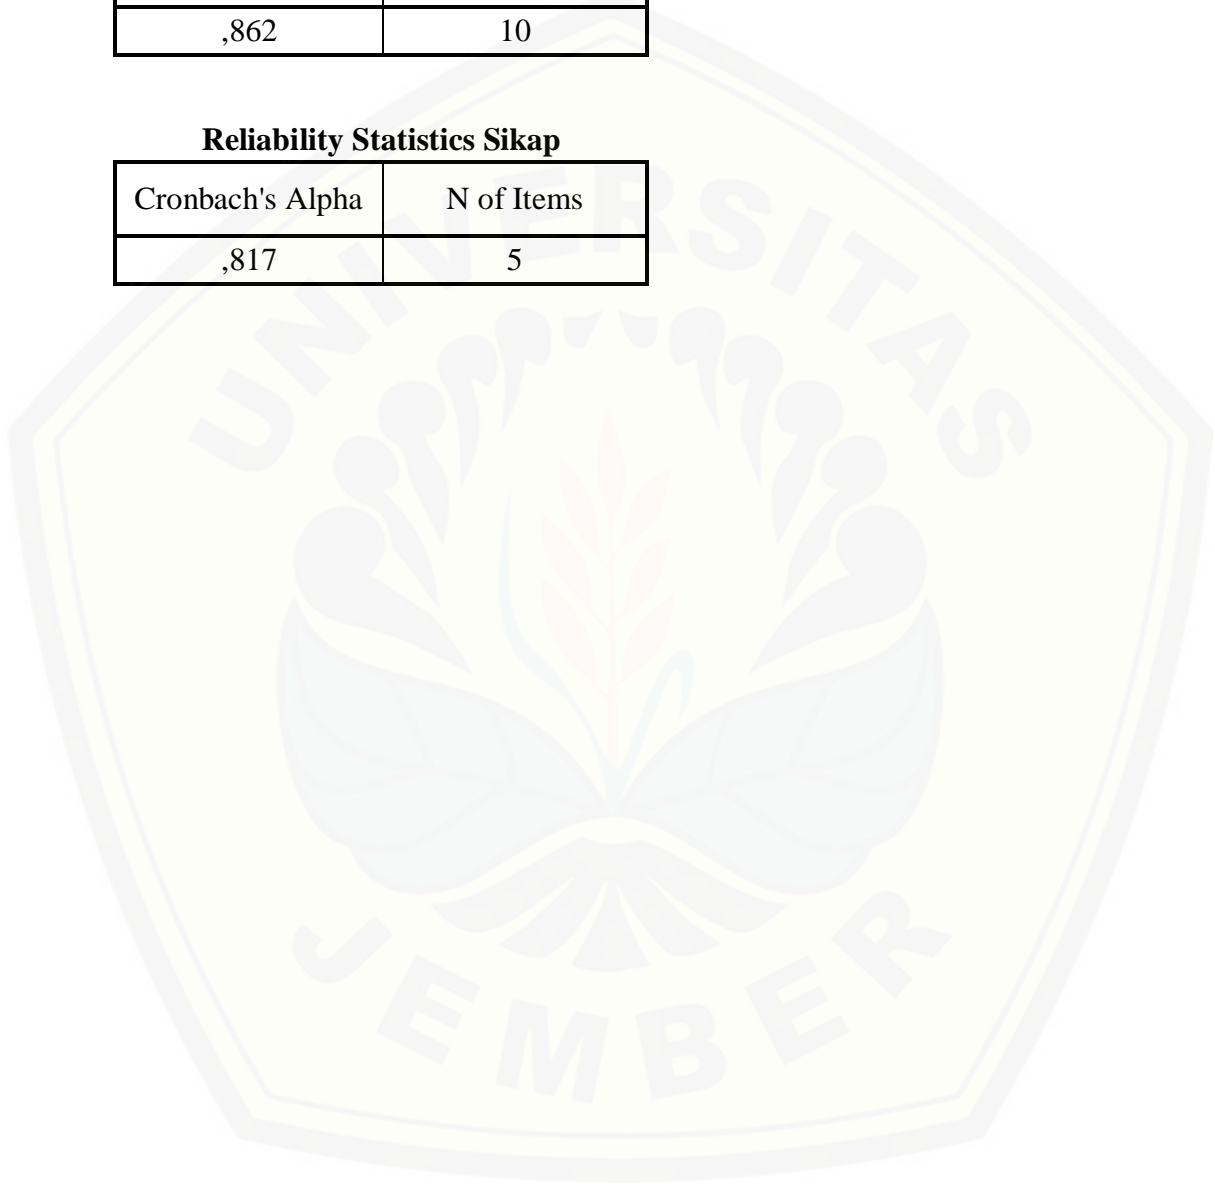 ,862 10
Reliability Statistics Sikap
Cronbach's Alpha N of Items
,817 5
UNIVERSITAS
JEMBER